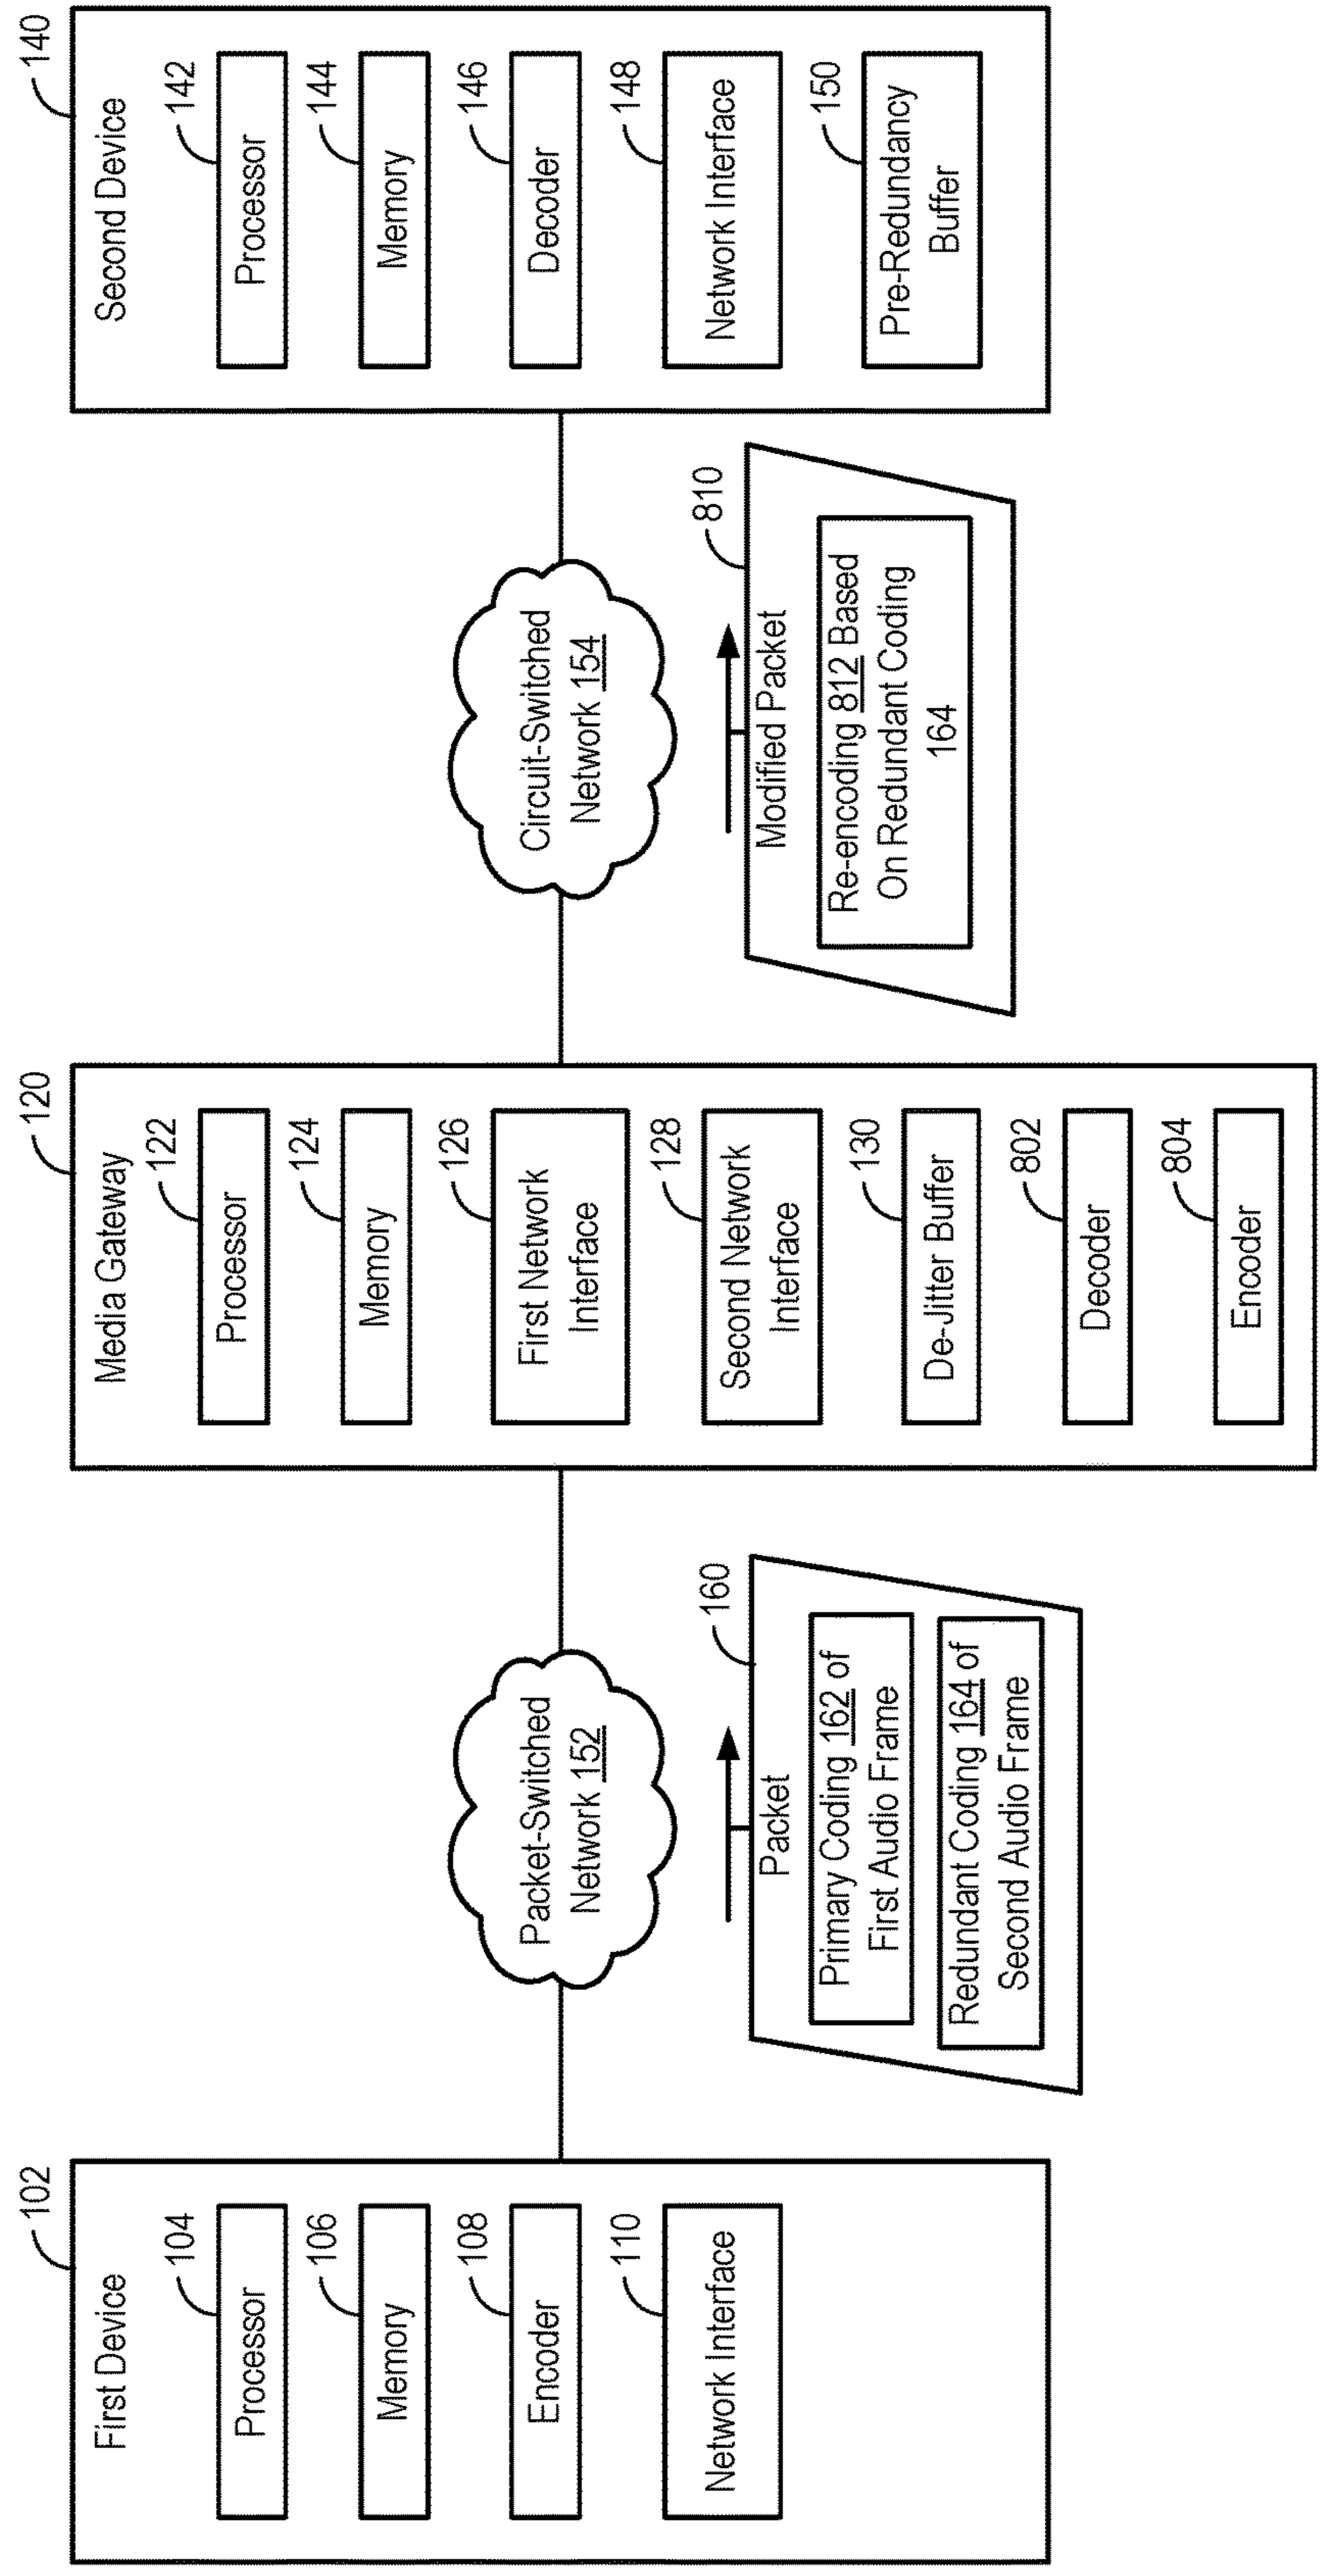 102
First Device
104
Processor
106
Memory
108
Encoder
110
Network Interface
Packet-Switched
Network 152
160
Packet
Primary Coding 162 of
First Audio Frame
Redundant Coding 164 of
Second Audio Frame
120
Media Gateway
122
Processor
124
Memory
126
First Network
Interface
128
Second Network
Interface
130
De-Jitter Buffer
802
Decoder
804
Encoder
Circuit-Switched
Network 154
810
Modified Packet
Re-encoding 812 Based
On Redundant Coding
164
140
Second Device
142
Processor
144
Memory
146
Decoder
148
Network Interface
150
Pre-Redundancy
Buffer